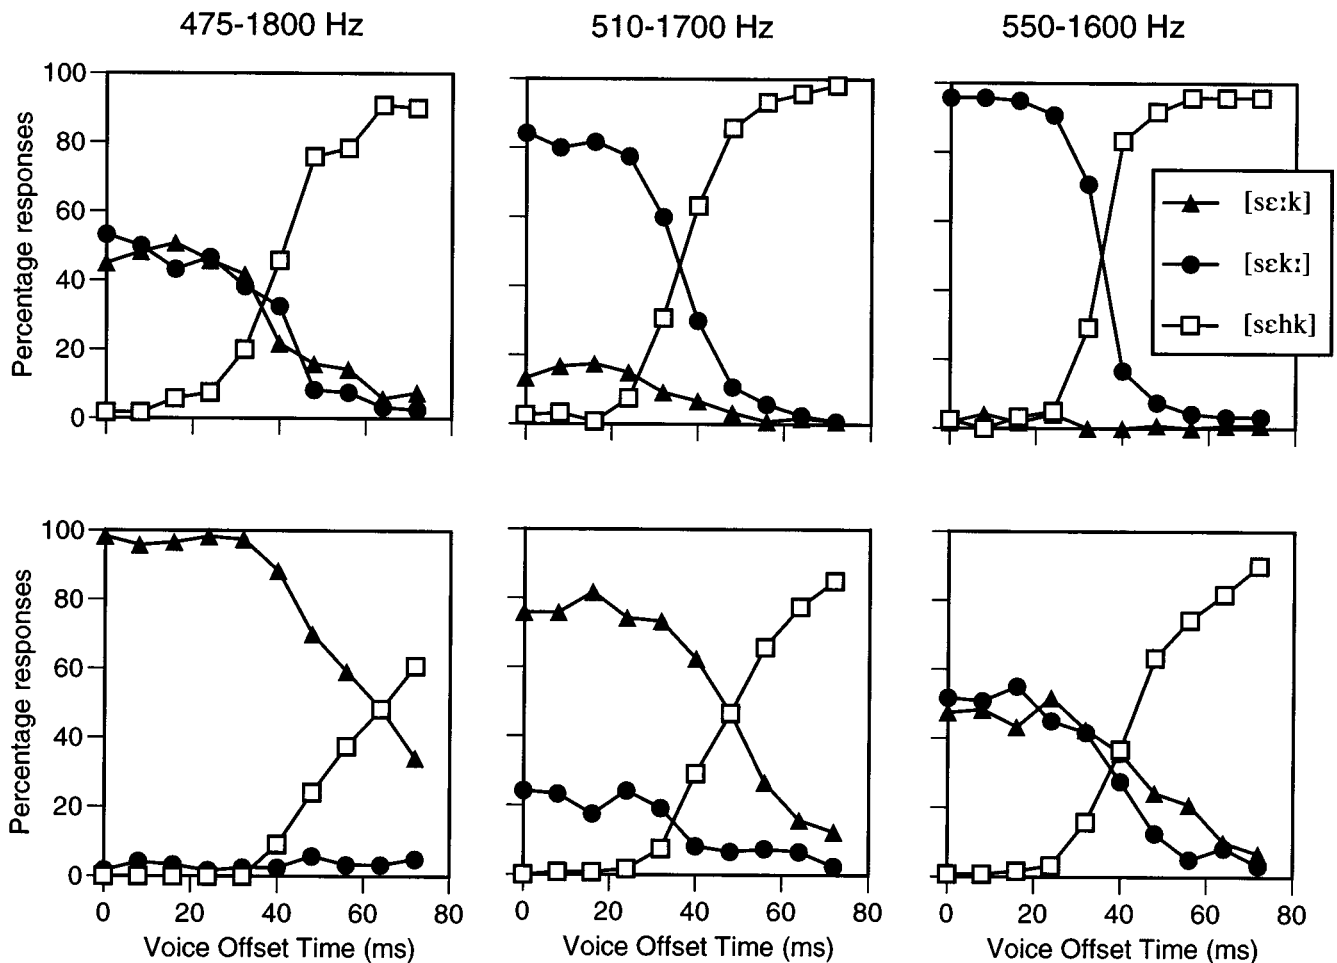 475-1800 Hz 510-1700 Hz 550-1600 Hz
Percentage responses
100
80
60
40
20
0
[sɛːk]
[sɛkː]
[sɛhk]
Percentage responses
100
80
60
40
20
0
0 20 40 60 80 0 20 40 60 80 0 20 40 60 80
Voice Offset Time (ms) Voice Offset Time (ms) Voice Offset Time (ms)